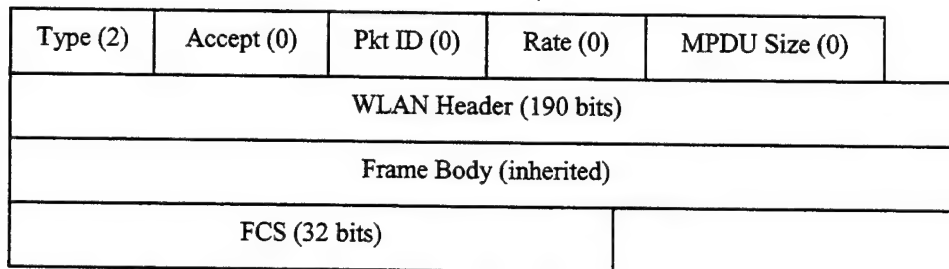 Type (2) Accept (0) Pkt ID (0) Rate (0) MPDU Size (0)
WLAN Header (190 bits)
Frame Body (inherited)
FCS (32 bits)